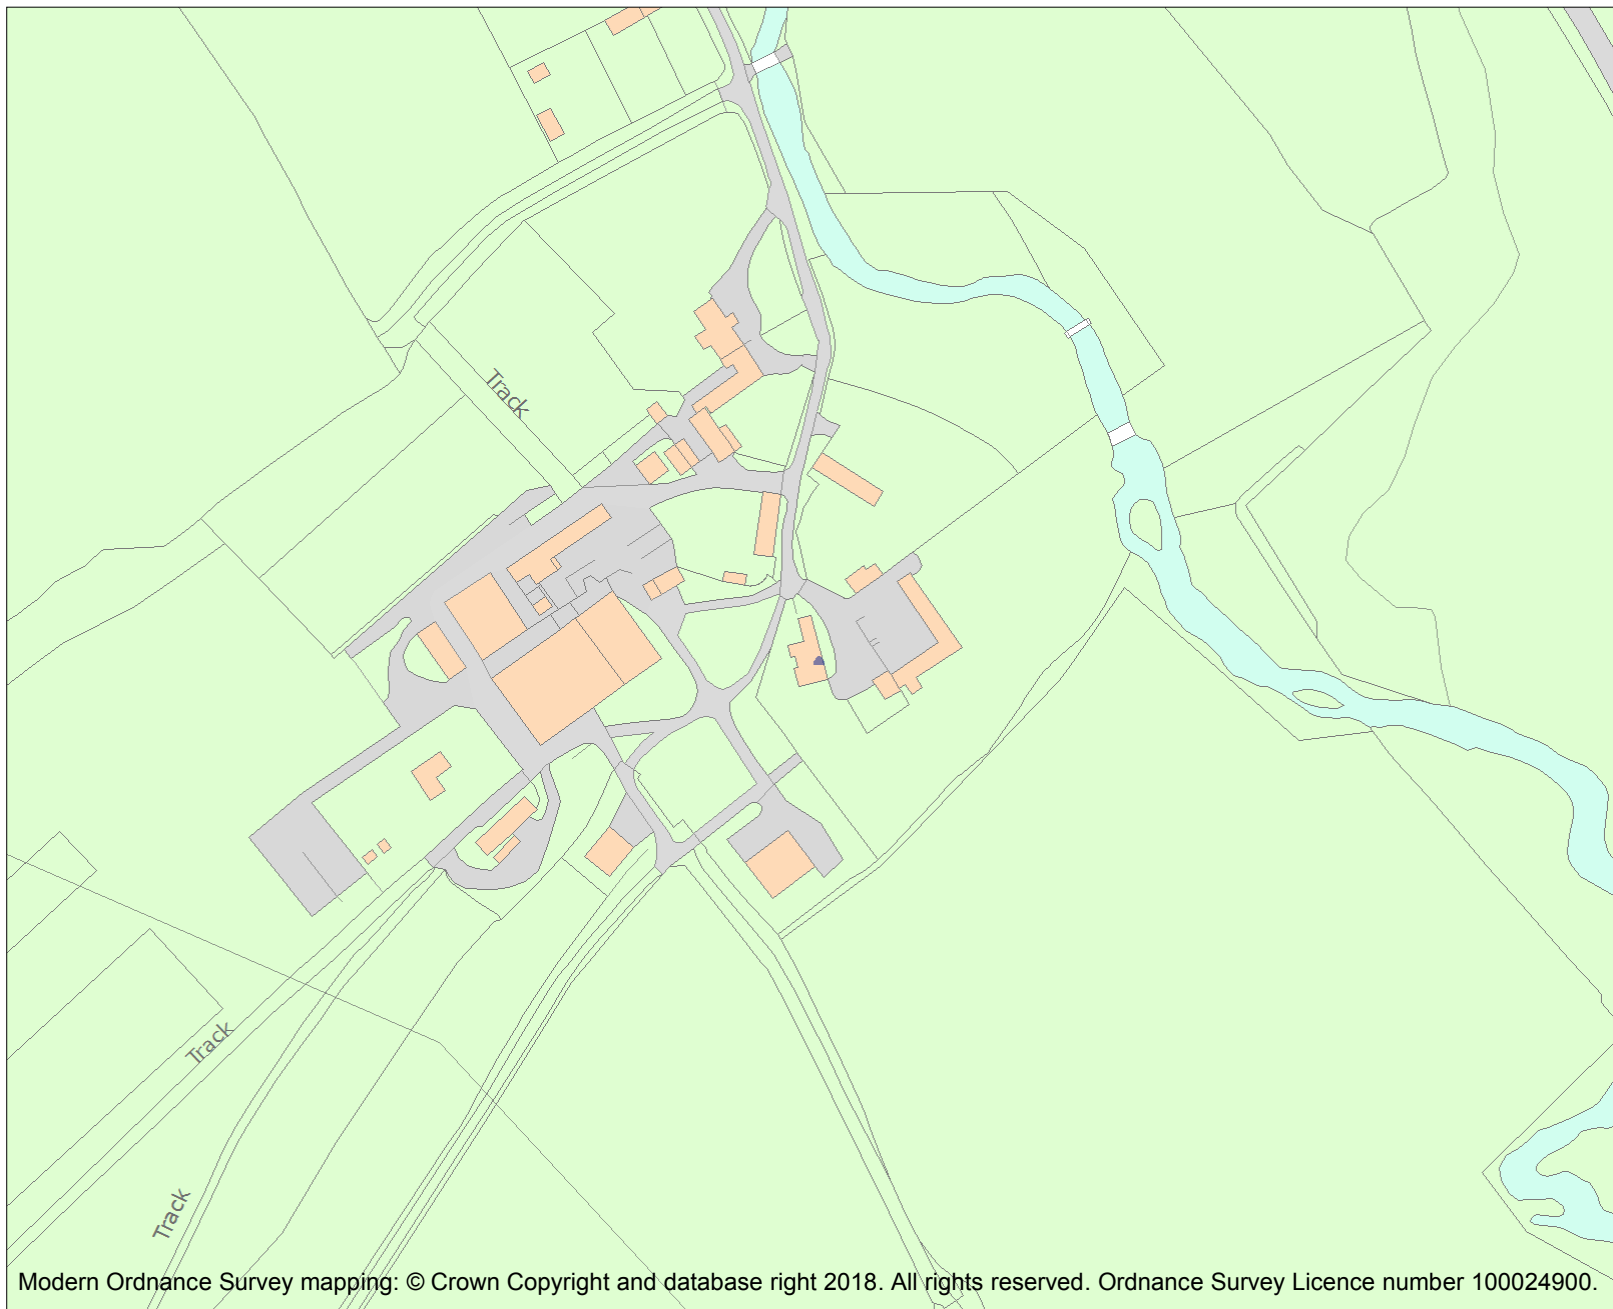 Track
Track
Track
Modern Ordnance Survey mapping: © Crown Copyright and database right 2018. All rights reserved. Ordnance Survey Licence number 100024900.